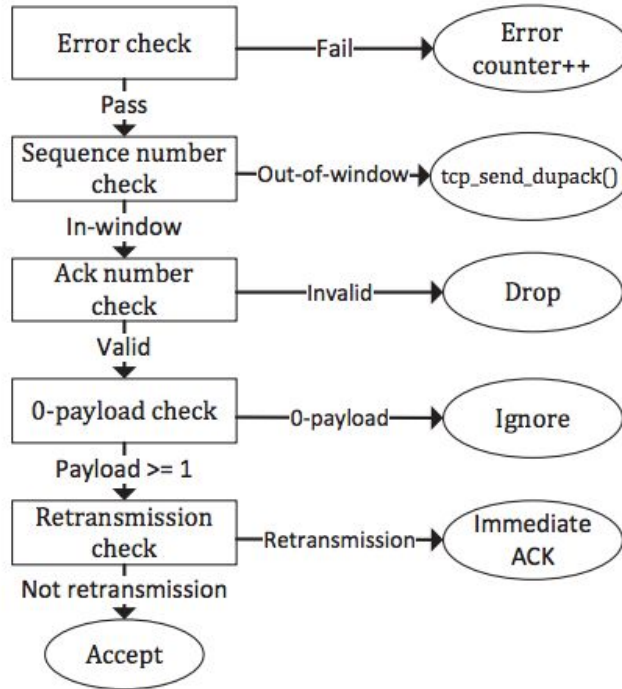 Error check
Fail
Error
counter++
Pass
Sequence number
check
Out-of-window
tcp_send_dupack()
In-window
Ack number
check
Invalid
Drop
Valid
0-payload check
0-payload
Ignore
Payload >= 1
Retransmission
check
Retransmission
Immediate
ACK
Not retransmission
Accept